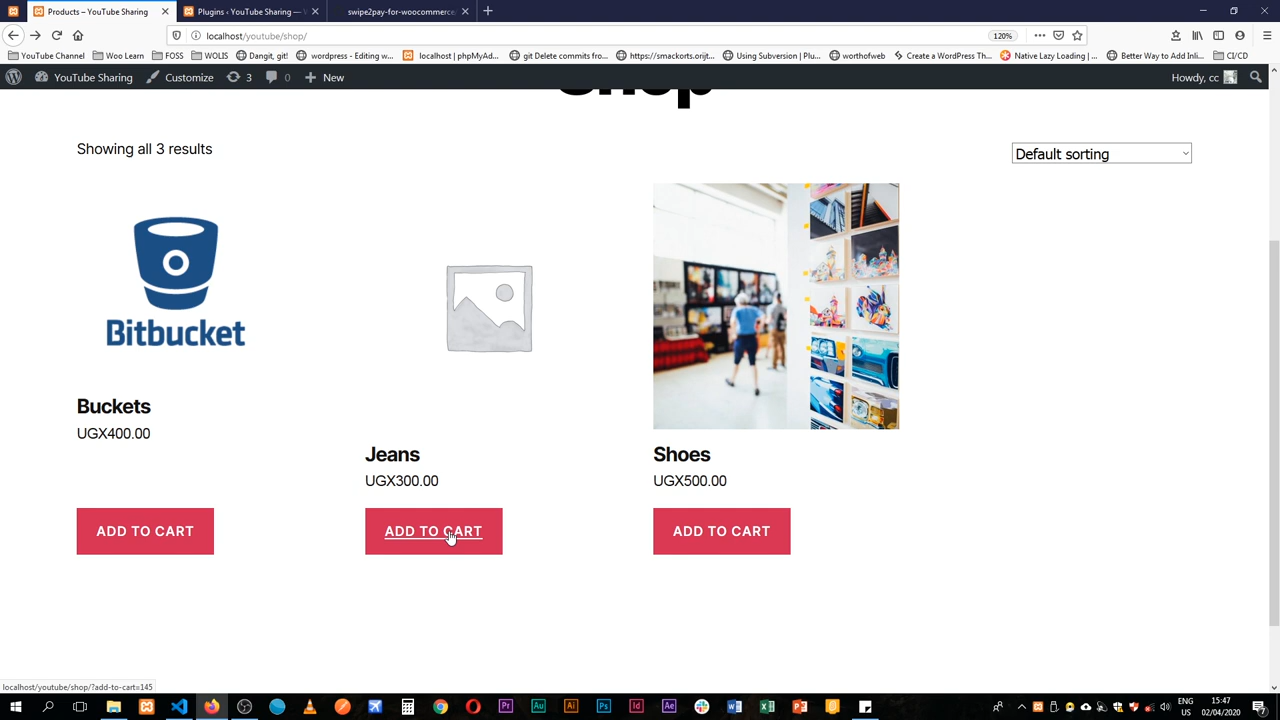 Products – YouTube Sharing
Plugins ‹ YouTube Sharing —
swipe2pay-for-woocommerce
localhost/youtube/shop/
120%
YouTube Channel
Woo Learn
FOSS
WOLIS
Dangit, git!
wordpress - Editing w...
localhost | phpMyAd...
git Delete commits fro...
https://smackorts.orijt...
Using Subversion | Plu...
worthofweb
Create a WordPress Th...
Native Lazy Loading | ...
Better Way to Add Inli...
CI/CD
YouTube Sharing
Customize
3
0
New
Howdy, cc
Shop
Showing all 3 results
Default sorting
Bitbucket
Buckets
UGX400.00
Jeans
UGX300.00
Shoes
UGX500.00
ADD TO CART
ADD TO CART
ADD TO CART
localhost/youtube/shop/?add-to-cart=145
ENG
US
15:47
02/04/2020